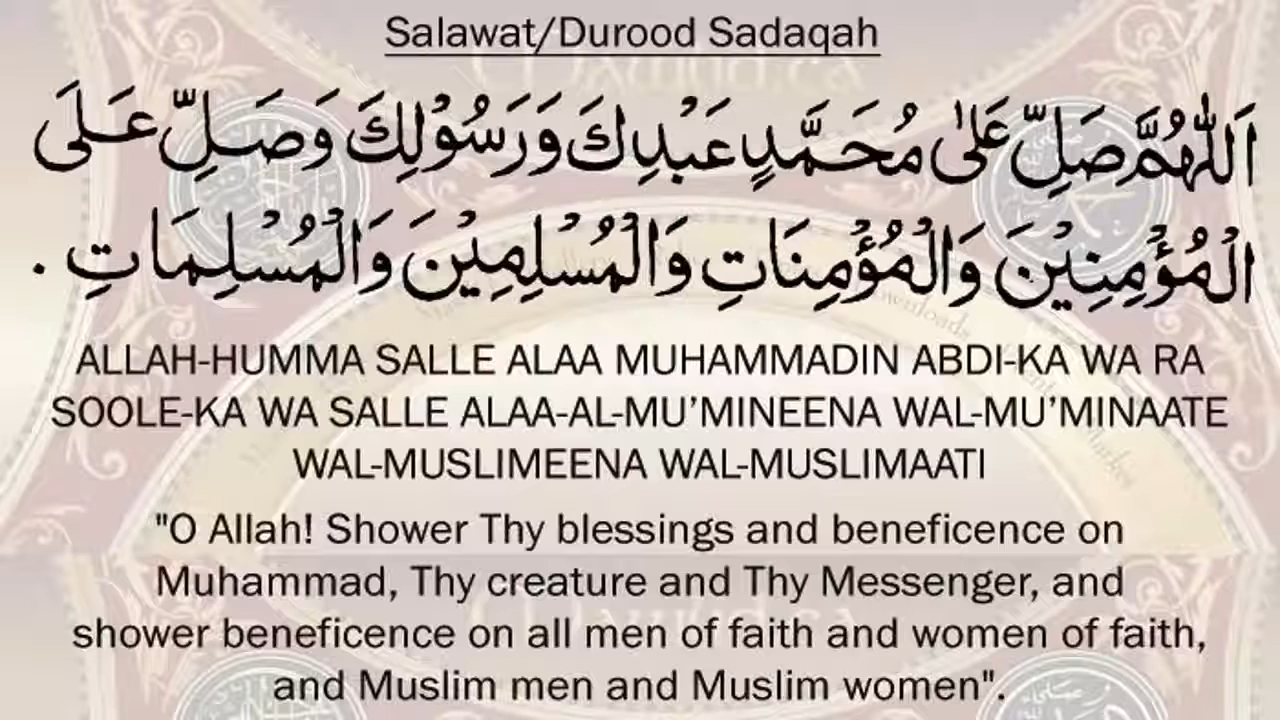 Salawat/Durood Sadaqah
اَللّٰهُمَّ صَلِّ عَلىٰ مُحَمَّدٍ عَبْدِكَ وَرَسُوْلِكَ وَصَلِّ عَلَى
الْمُؤْمِنِيْنَ وَالْمُؤْمِنَاتِ وَالْمُسْلِمِيْنَ وَالْمُسْلِمَاتِ .
ALLAH-HUMMA SALLE ALAA MUHAMMADIN ABDI-KA WA RA
SOOLE-KA WA SALLE ALAA-AL-MU’MINEENA WAL-MU’MINAATE
WAL-MUSLIMEENA WAL-MUSLIMAATI
"O Allah! Shower Thy blessings and beneficence on
Muhammad, Thy creature and Thy Messenger, and
shower beneficence on all men of faith and women of faith,
and Muslim men and Muslim women".